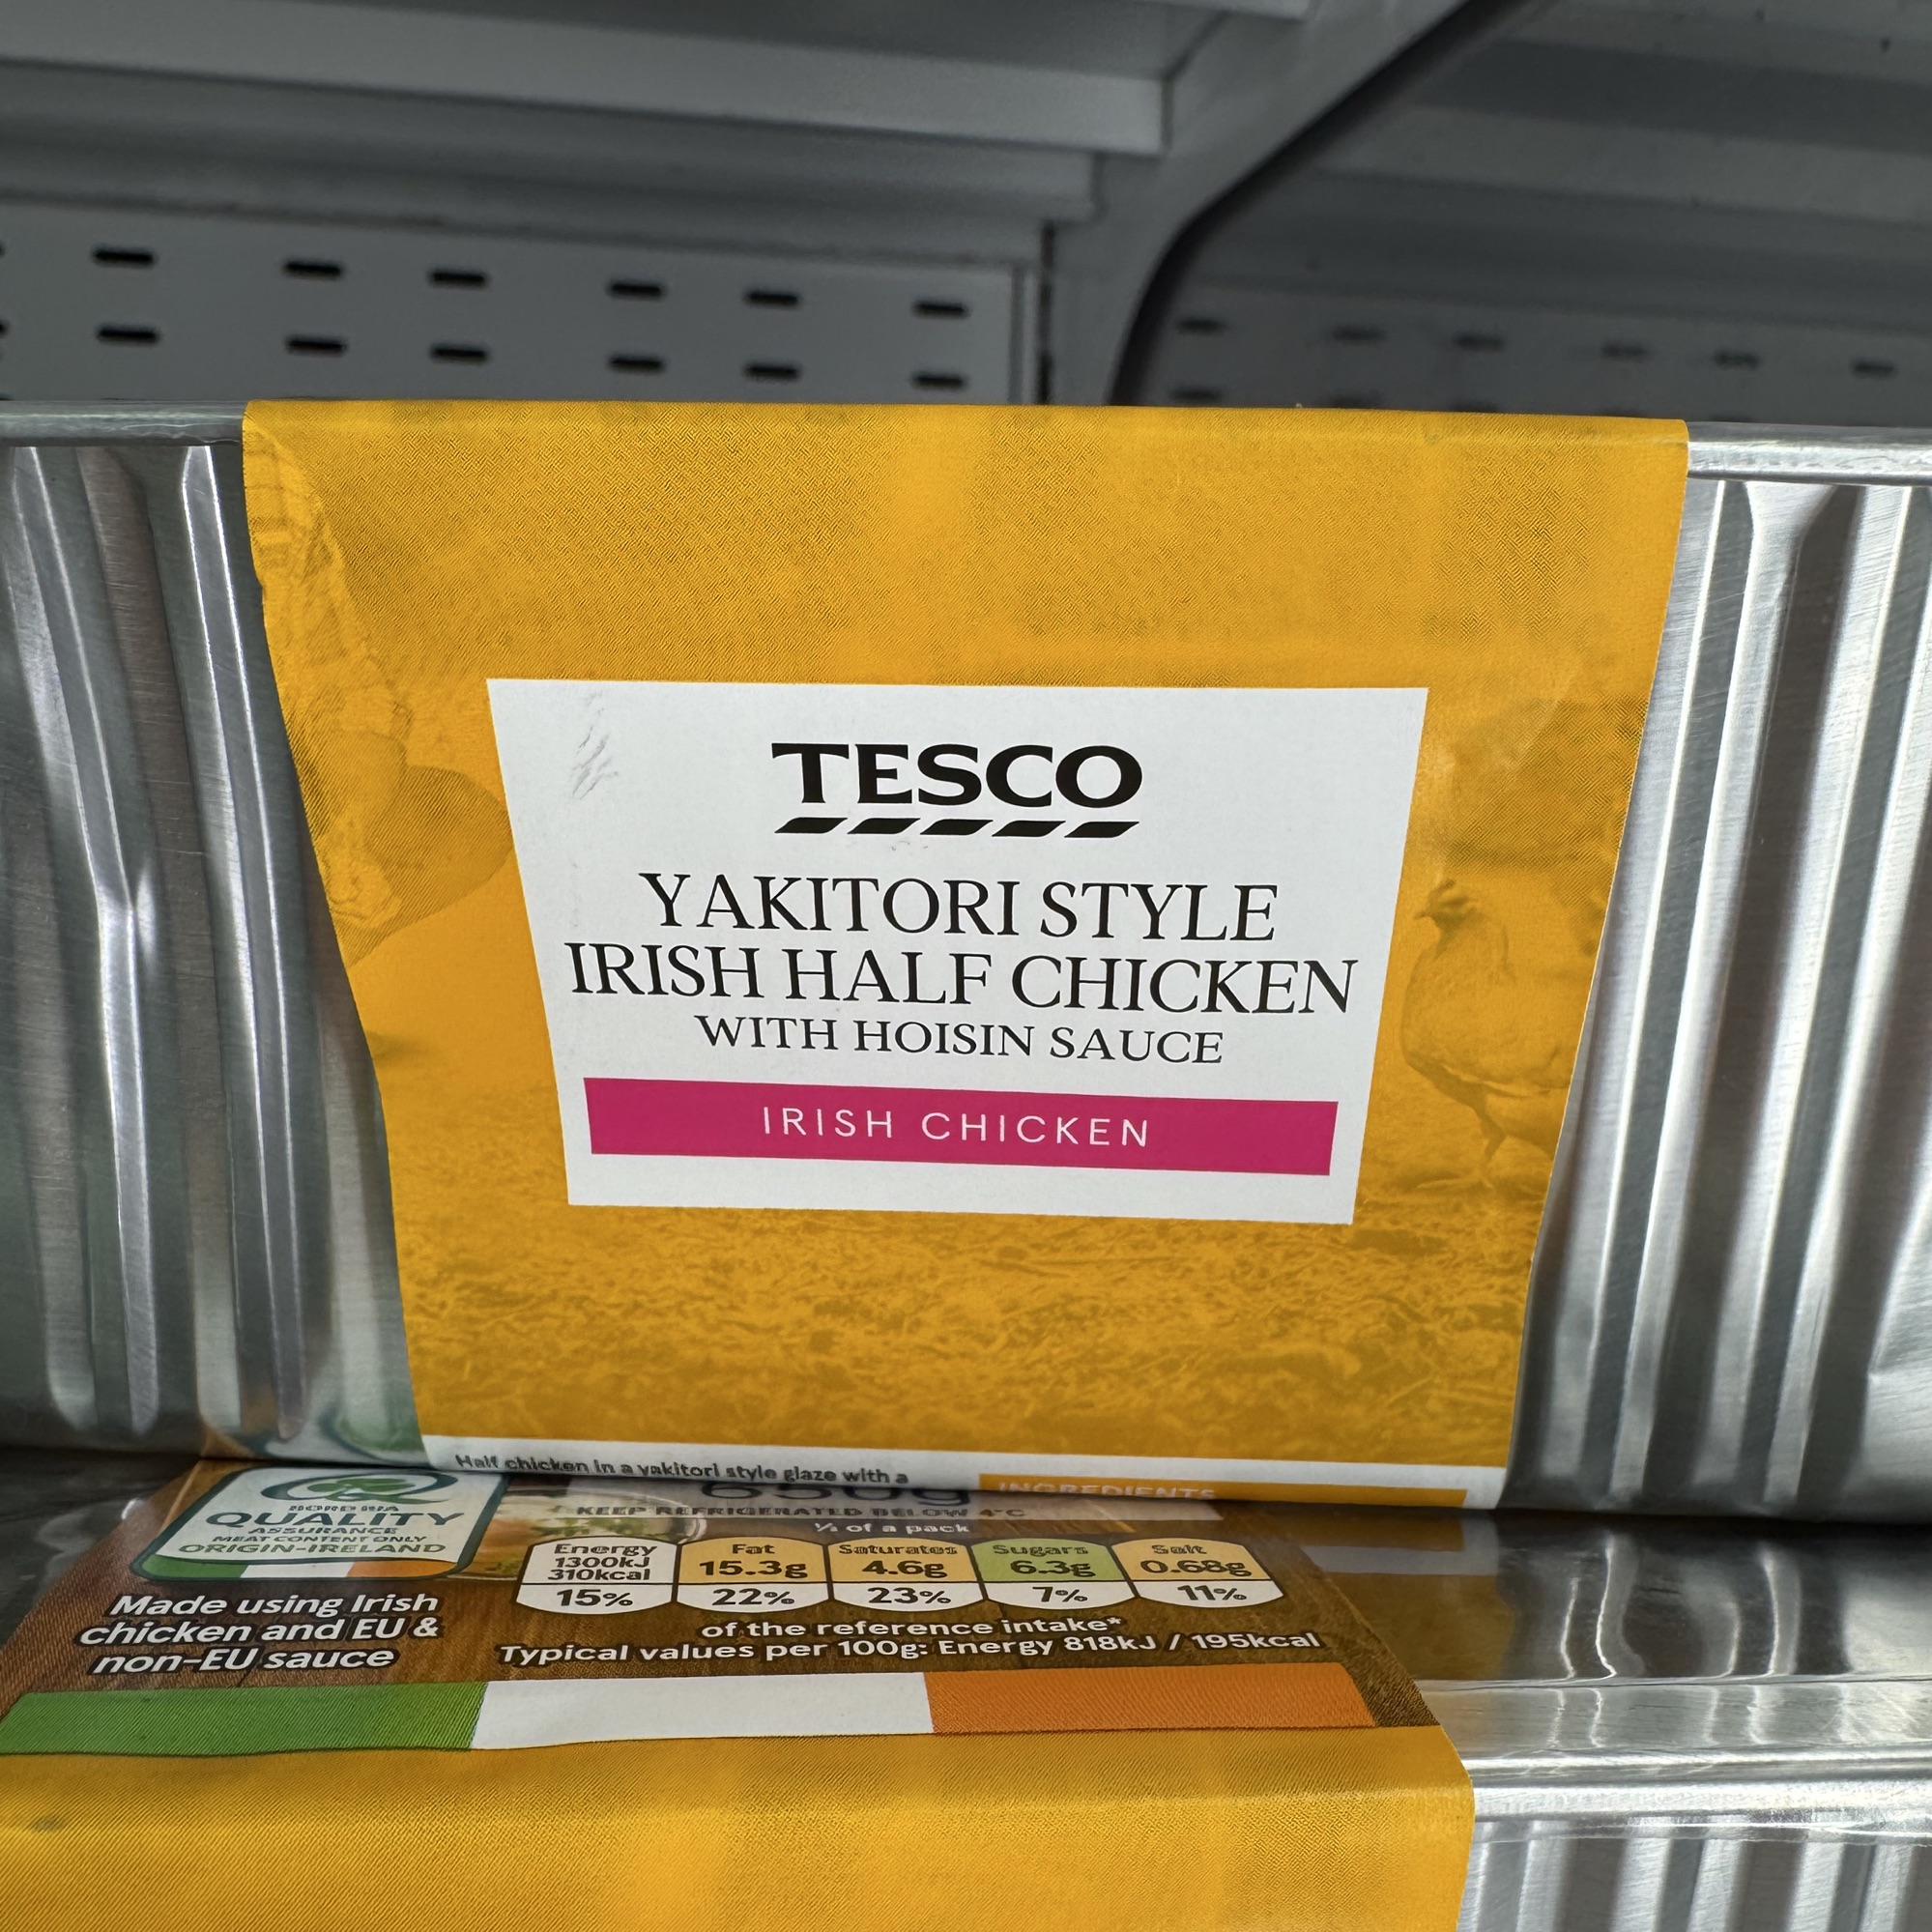 TESCO
YAKITORI STYLE
IRISH HALF CHICKEN
WITH HOISIN SAUCE
IRISH CHICKEN
Half chicken in a yakitori style glaze with a
INGREDIENTS
650g
KEEP REFRIGERATED BELOW 4°C
BORD BIA
QUALITY
ASSURANCE
MEAT CONTENT ONLY
ORIGIN-IRELAND
Made using Irish
chicken and EU &
non-EU sauce
of a pack
Energy
1300kJ
310kcal
15%
Fat
15.3g
22%
Saturates
4.6g
23%
Sugars
6.3g
7%
Salt
0.68g
11%
of the reference intake*
Typical values per 100g: Energy 818kJ / 195kcal